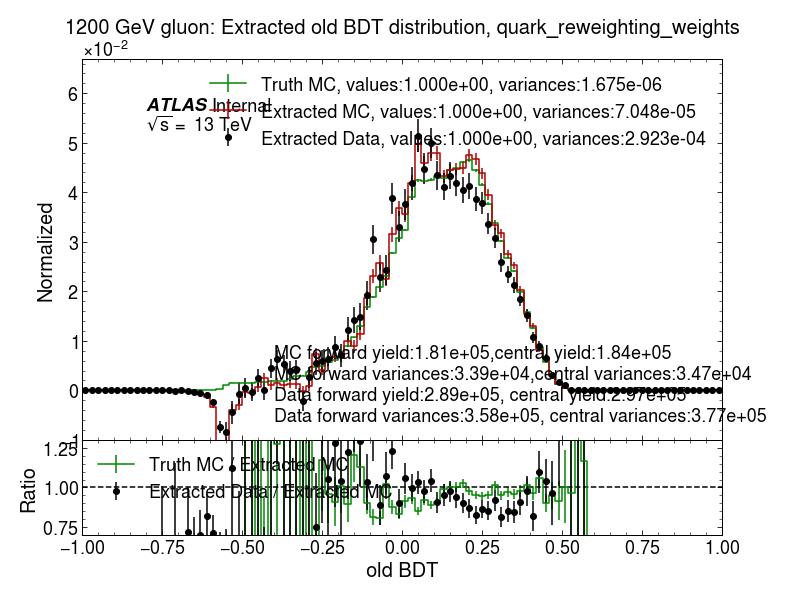 1200 GeV gluon: Extracted old BDT distribution, quark_reweighting_weights
×10⁻²
Truth MC, values:1.000e+00, variances:1.675e-06
ATLAS Internal
Extracted MC, values:1.000e+00, variances:7.048e-05
√s = 13 TeV
Extracted Data, values:1.000e+00, variances:2.923e-04
6
5
4
3
2
1
0
−1
Normalized
MC forward yield:1.81e+05,central yield:1.84e+05
MC forward variances:3.39e+04,central variances:3.47e+04
Data forward yield:2.89e+05, central yield:2.97e+05
Data forward variances:3.58e+05, central variances:3.77e+05
1.25
1.00
0.75
Ratio
Truth MC / Extracted MC
Extracted Data / Extracted MC
−1.00 −0.75 −0.50 −0.25 0.00 0.25 0.50 0.75 1.00
old BDT